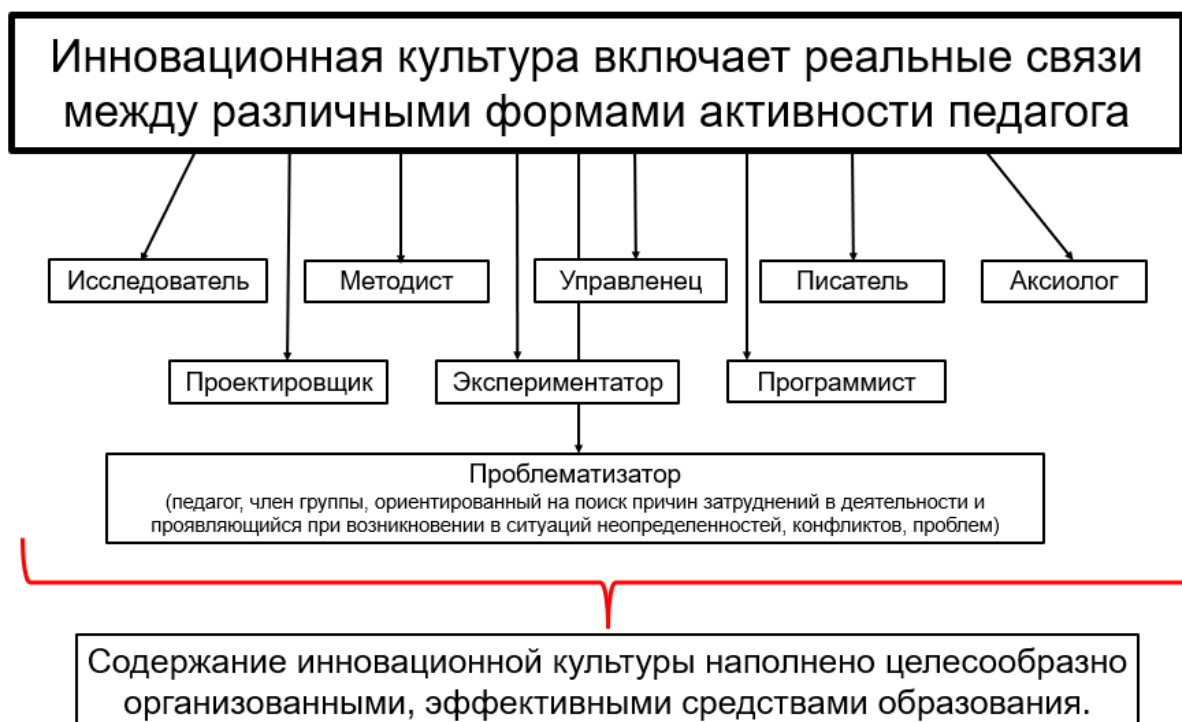 Инновационная культура включает реальные связи
между различными формами активности педагога
Исследователь
Методист
Управленец
Писатель
Аксиолог
Проектировщик
Экспериментатор
Программист
Проблематизатор
(педагог, член группы, ориентированный на поиск причин затруднений в деятельности и
проявляющийся при возникновении в ситуаций неопределенностей, конфликтов, проблем)
Содержание инновационной культуры наполнено целесообразно
организованными, эффективными средствами образования.